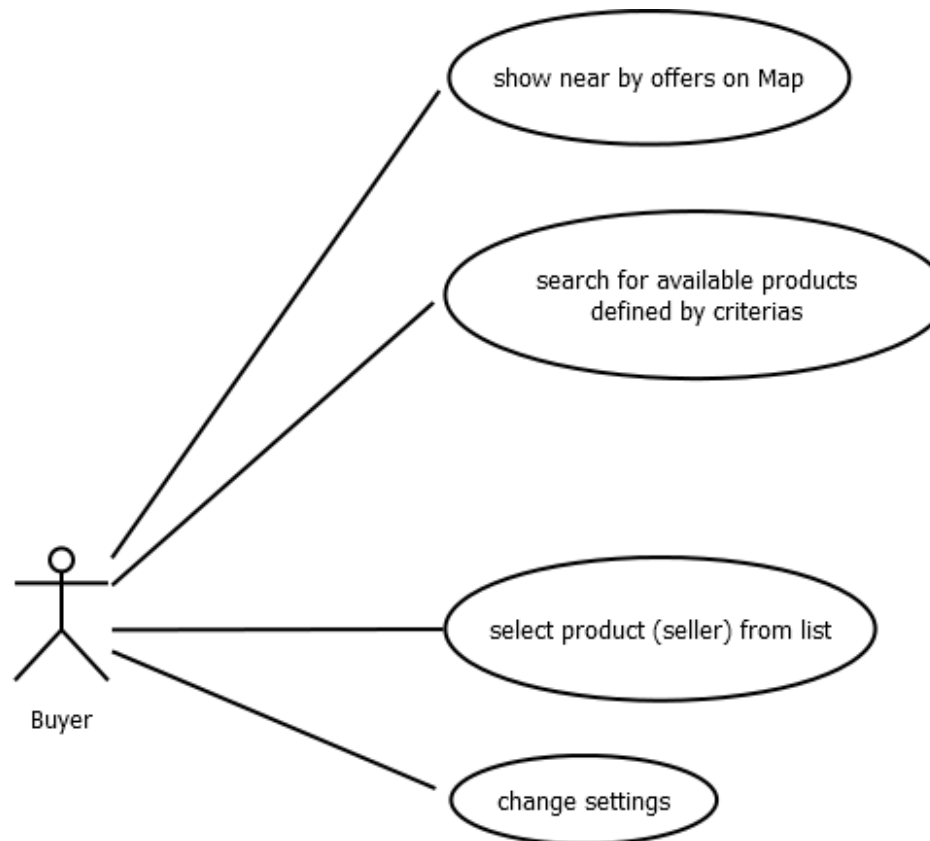 show near by offers on Map
search for available products
defined by criterias
select product (seller) from list
Buyer
change settings